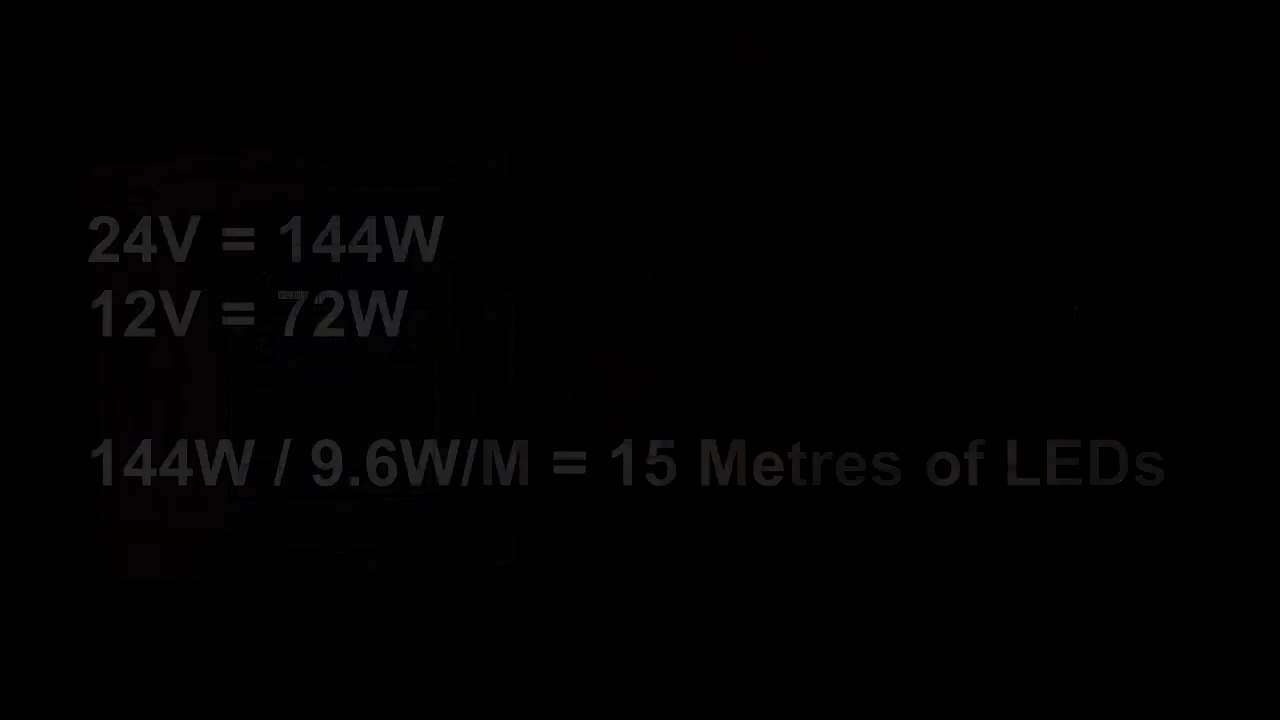 24V = 144W
12V = 72W
144W / 9.6W/M = 15 Metres of LEDs